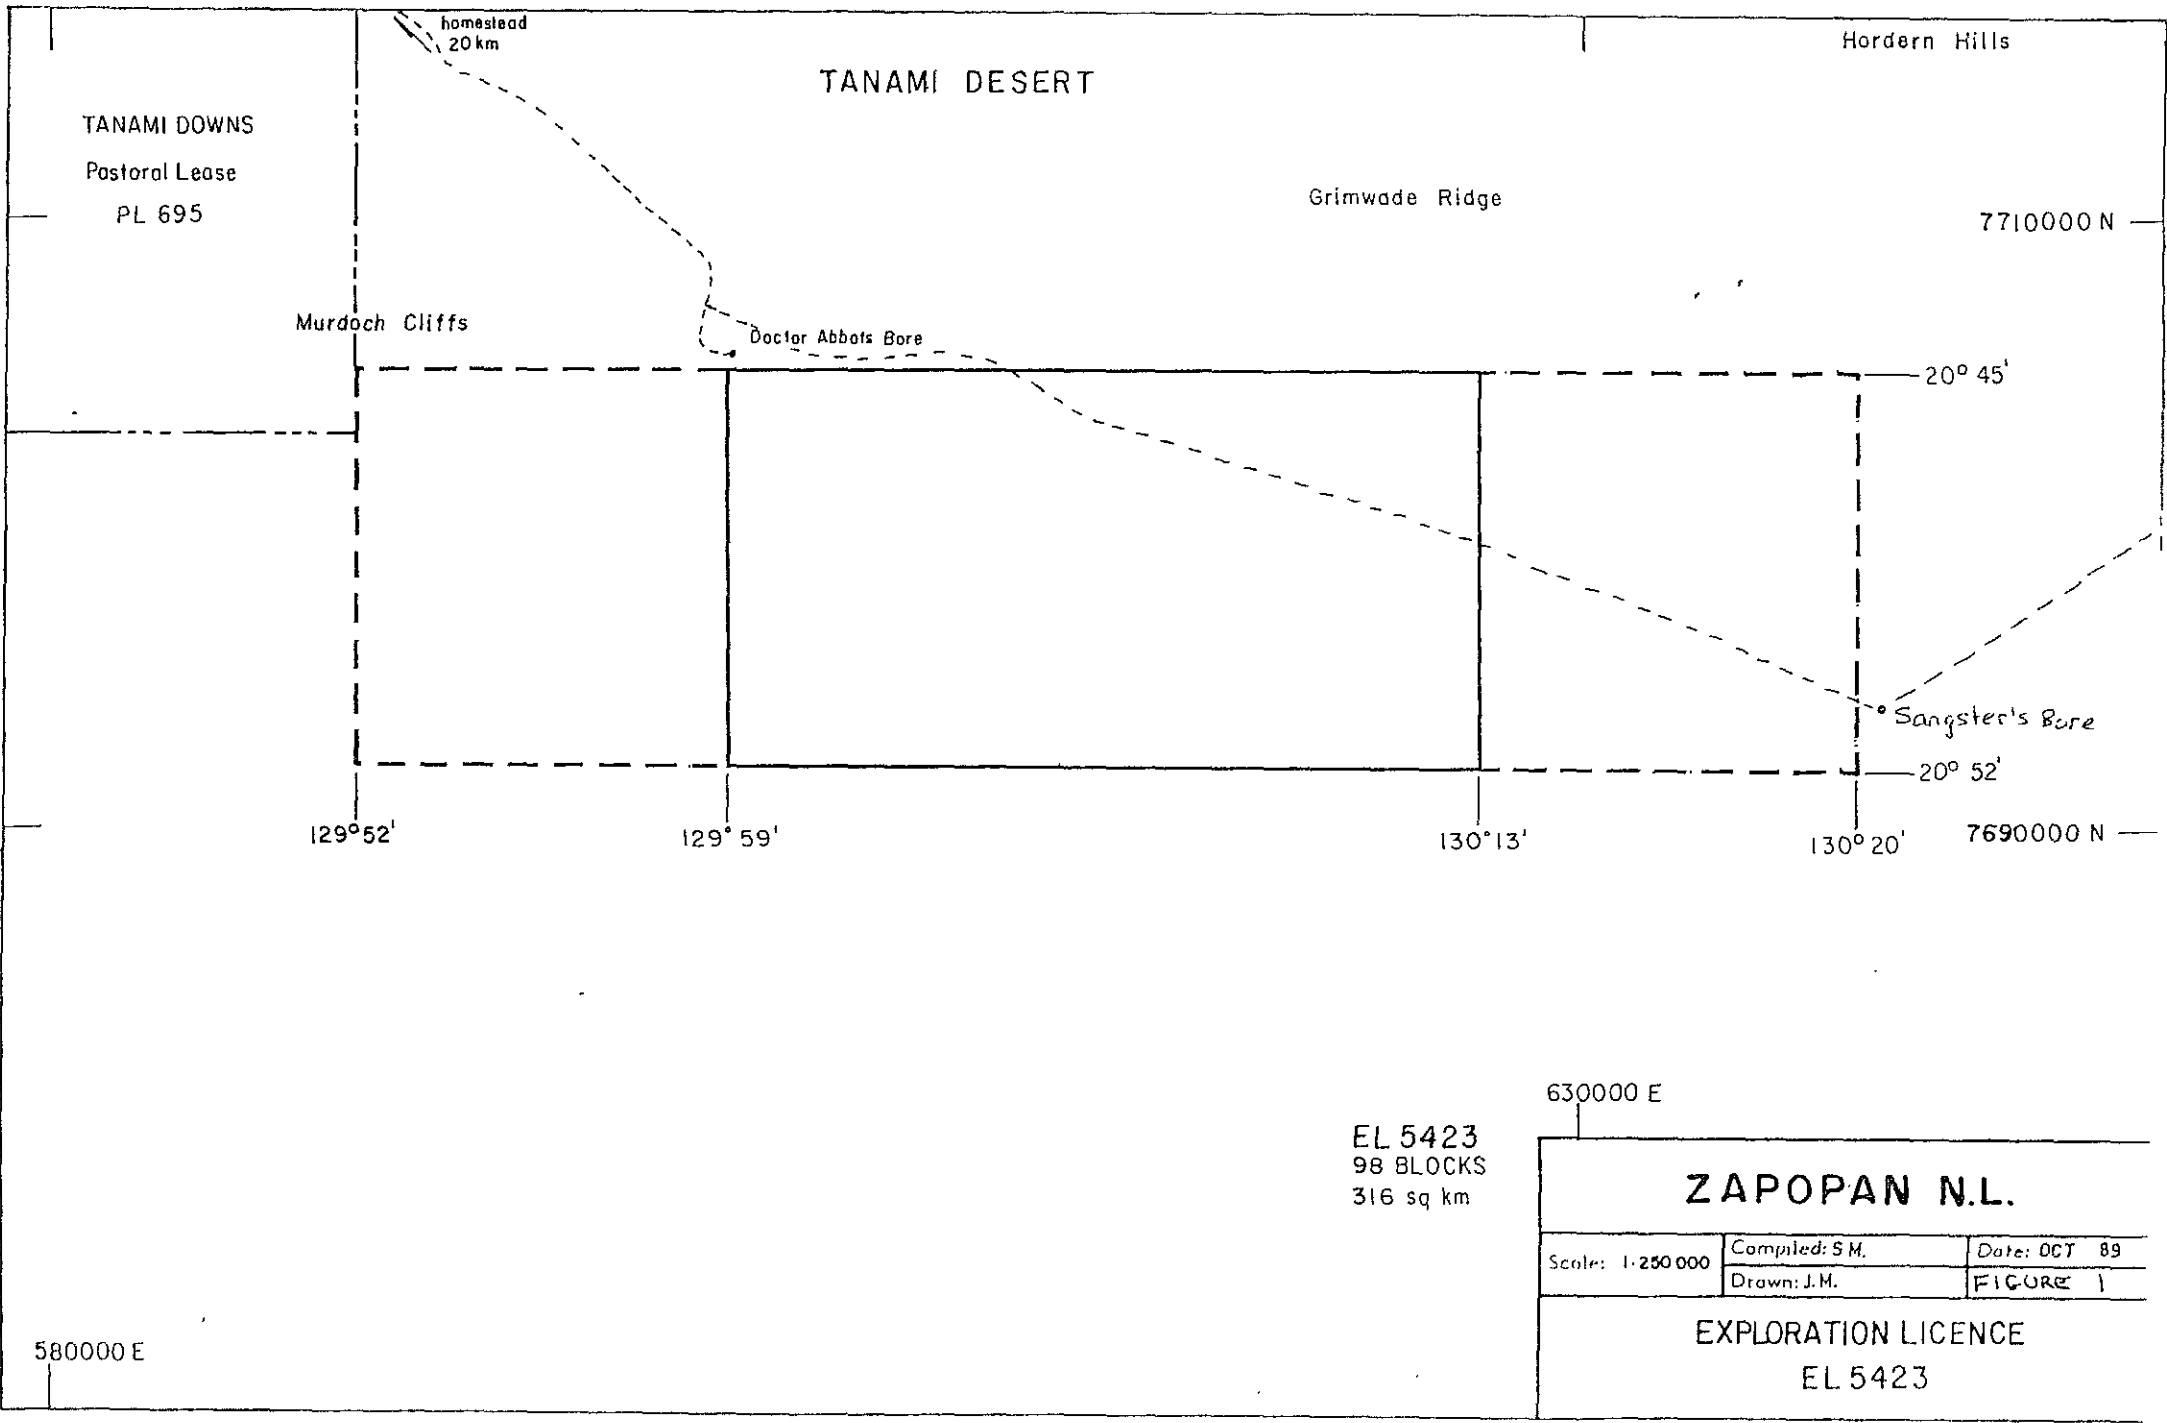 homestead
20 km
Hordern Hills
TANAMI DESERT
TANAMI DOWNS
Pastoral Lease
PL 695
Grimwade Ridge
7710000 N
Murdoch Cliffs
Doctor Abbots Bore
20° 45'
Sangster's Bore
20° 52'
129°52'
129°59'
130°13'
130°20'
7690000 N
630000 E
EL 5423
98 BLOCKS
316 sq km
ZAPOPAN N.L.
Scale: 1:250 000
Compiled: S M.
Date: OCT 89
Drawn: J. M.
FIGURE 1
EXPLORATION LICENCE
EL 5423
580000 E